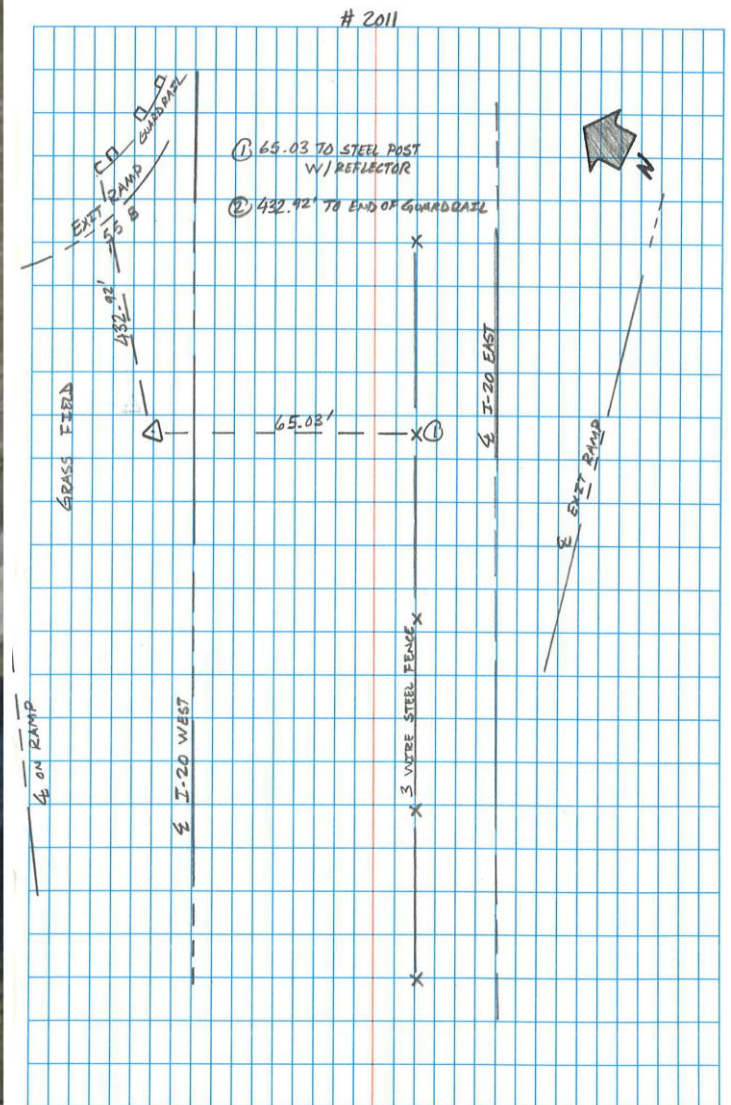 # 2011
① 65.03 TO STEEL POST
W/ REFLECTOR
② 432.92' TO END OF GUARDRAIL
GUARDRAIL
EXIT RAMP
55 B
N
432.92'
GRASS FIELD
65.03'
①
℄ I-20 EAST
℄ EXIT RAMP
3 WIRE STEEL FENCE
℄ I-20 WEST
℄ ON RAMP